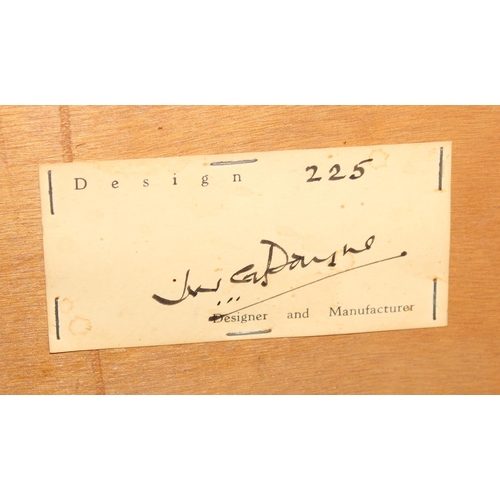 Design 225
Designer and Manufacturer